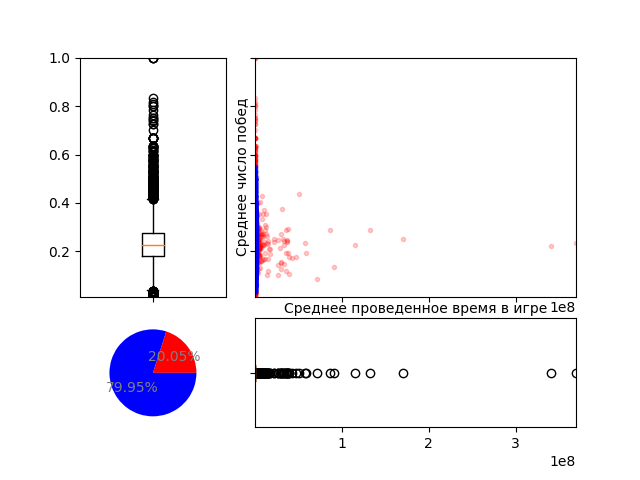 1.0
0.8
0.6
0.4
0.2
Среднее число побед
1e8
Среднее проведенное время в игре
20.05%
79.95%
1
2
3
1e8